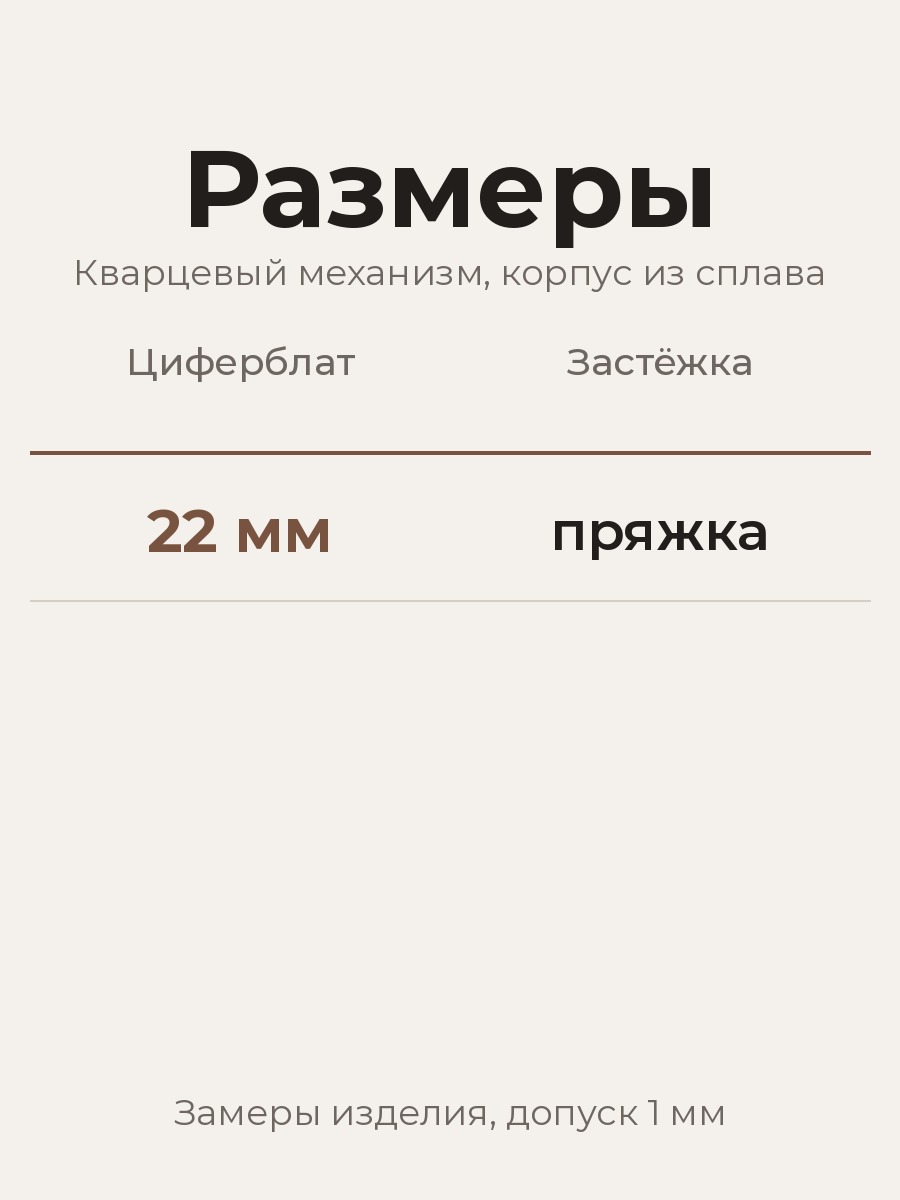 Размеры
Кварцевый механизм, корпус из сплава
Циферблат Застёжка
22 мм пряжка
Замеры изделия, допуск 1 мм